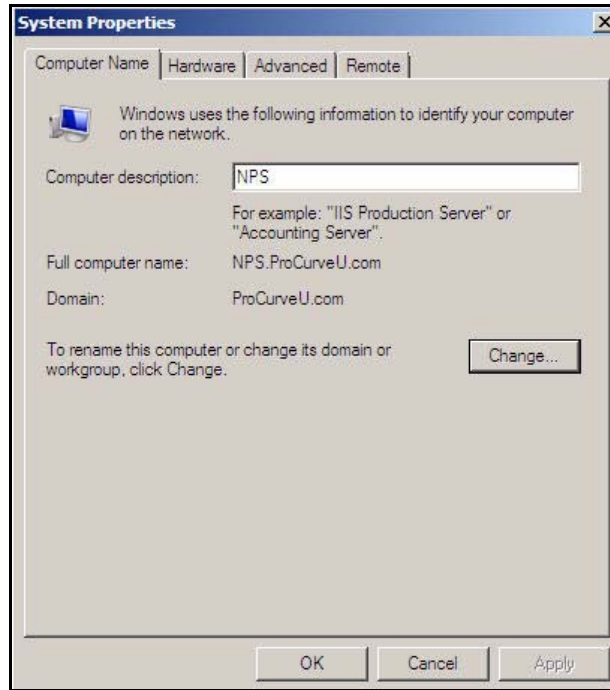 System Properties
Computer Name Hardware Advanced Remote
Windows uses the following information to identify your computer
on the network.
Computer description: NPS
For example: "IIS Production Server" or
"Accounting Server".
Full computer name: NPS.ProCurveU.com
Domain: ProCurveU.com
To rename this computer or change its domain or
workgroup, click Change.
Change...
OK Cancel Apply